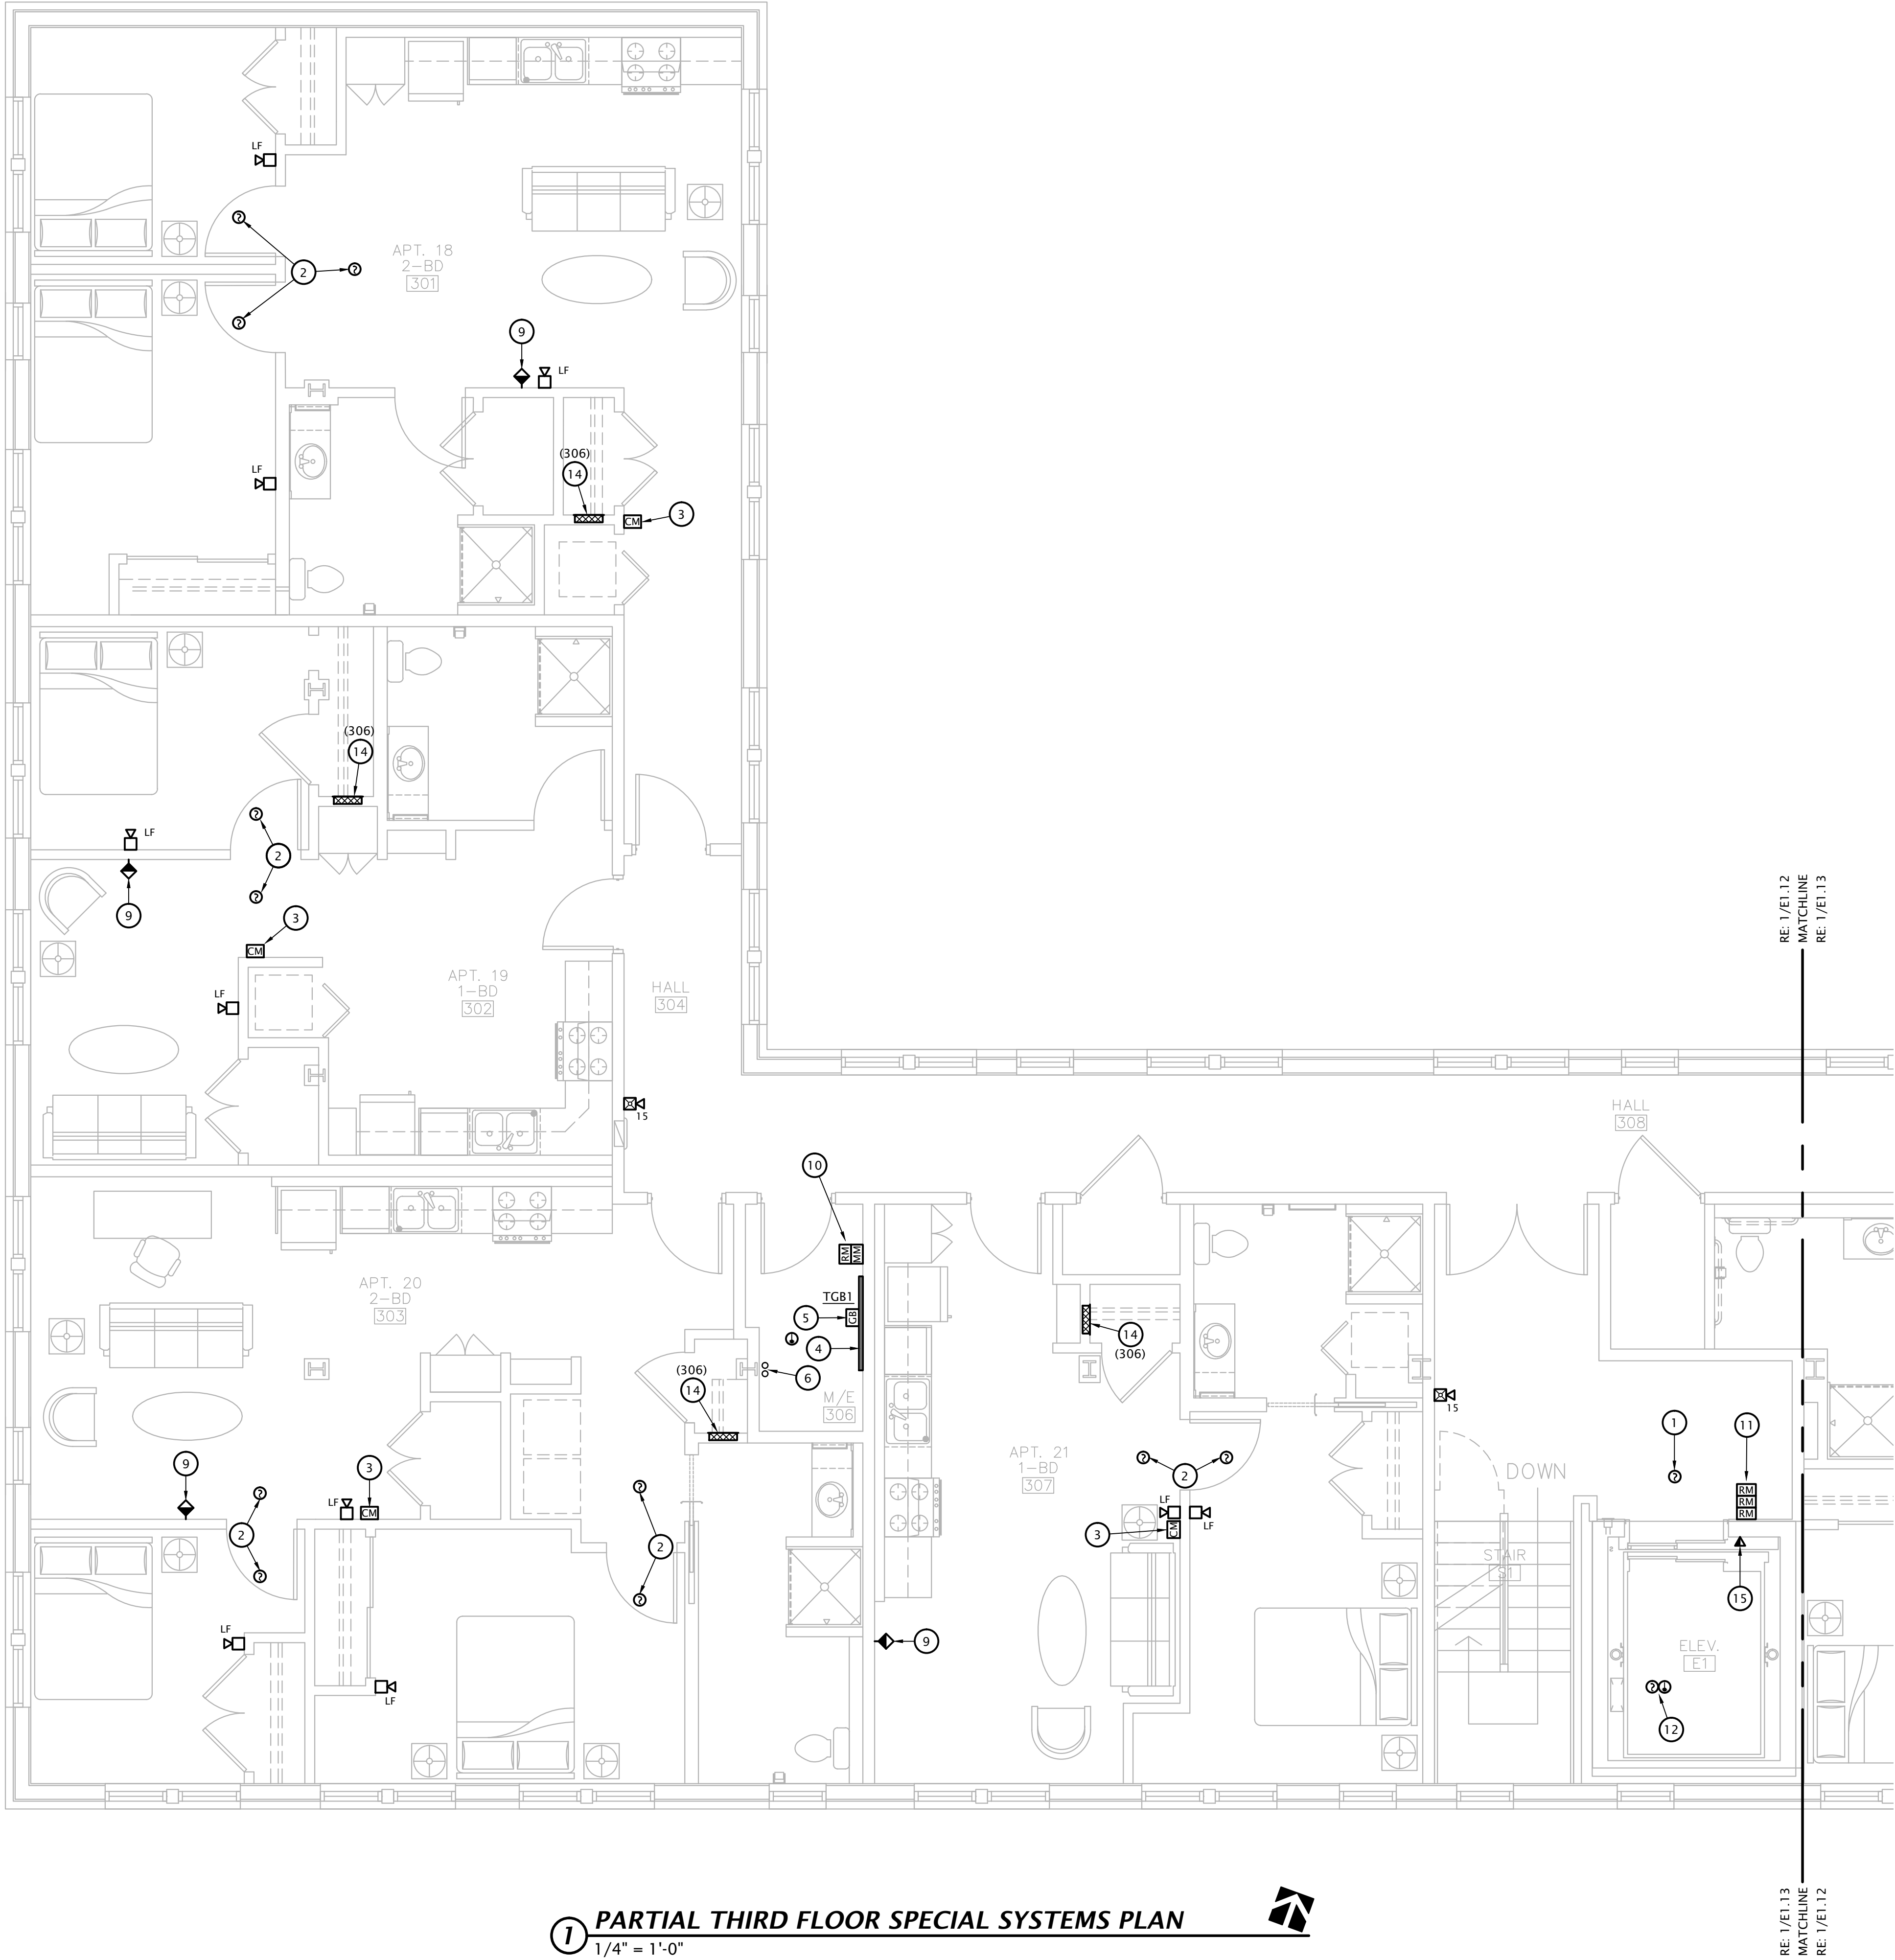 LF
2
APT. 18
2-BD
301
9
LF
LF
(306)
14
CM
3
(306)
14
LF
2
9
3
CM
LF
APT. 19
1-BD
302
HALL
304
15
RE: 1/E1.12
MATCHLINE
RE: 1/E1.13
HALL
308
10
RM
MM
TGB1
5
GB
4
6
M/E
306
APT. 20
2-BD
303
(306)
14
14
(306)
9
3
LF
CM
2
2
LF
LF
APT. 21
1-BD
307
2
LF
LF
3
CM
9
15
DOWN
STAIR
S1
1
11
RM
RM
RM
15
ELEV.
E1
12
RE: 1/E1.13
MATCHLINE
RE: 1/E1.12
1
PARTIAL THIRD FLOOR SPECIAL SYSTEMS PLAN
1/4" = 1'-0"